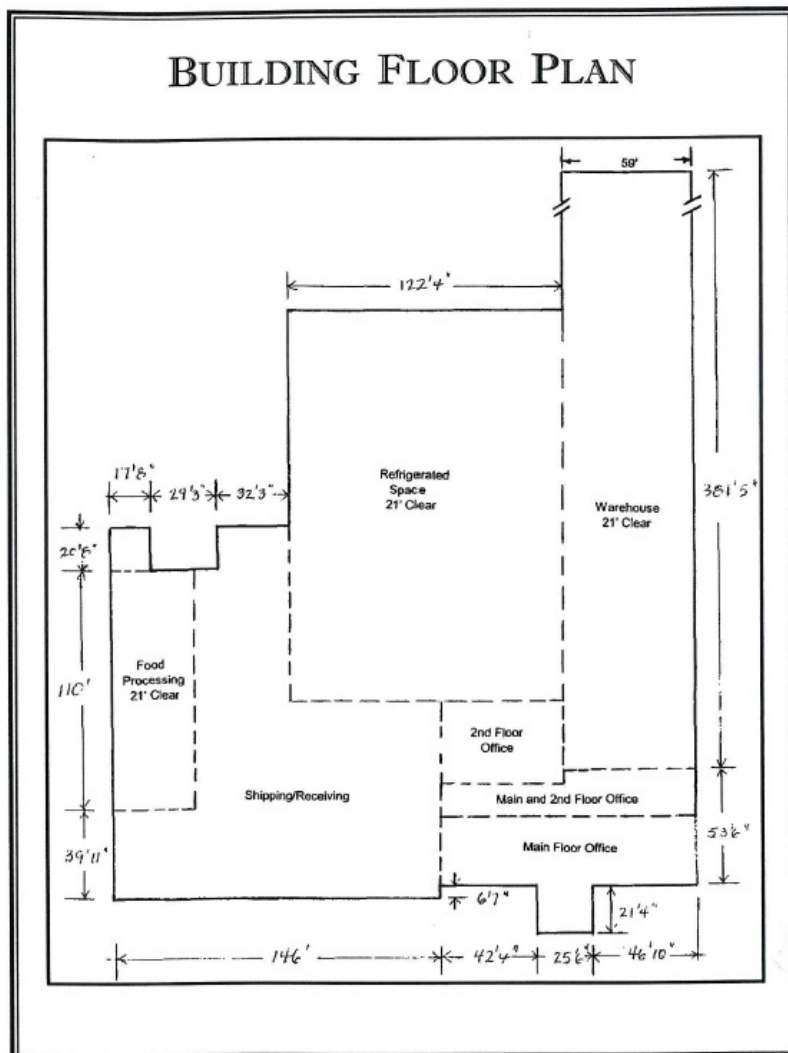 BUILDING FLOOR PLAN
59'
122'4"
17'8"
29'3"
32'3"
Refrigerated
Space
21' Clear
Warehouse
21' Clear
381'5"
20'8"
Food
Processing
21' Clear
110'
2nd Floor
Office
Shipping/Receiving
Main and 2nd Floor Office
Main Floor Office
53'6"
39'11"
6'7"
21'4"
146'
42'4"
25'6"
46'10"